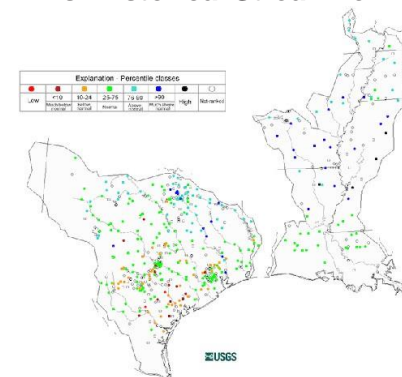 Explanation - Percentile classes
<10 10-24 25-75 76-90 >90
Low High Not-ranked
Much below normal Below normal Normal Above normal Much above normal
USGS